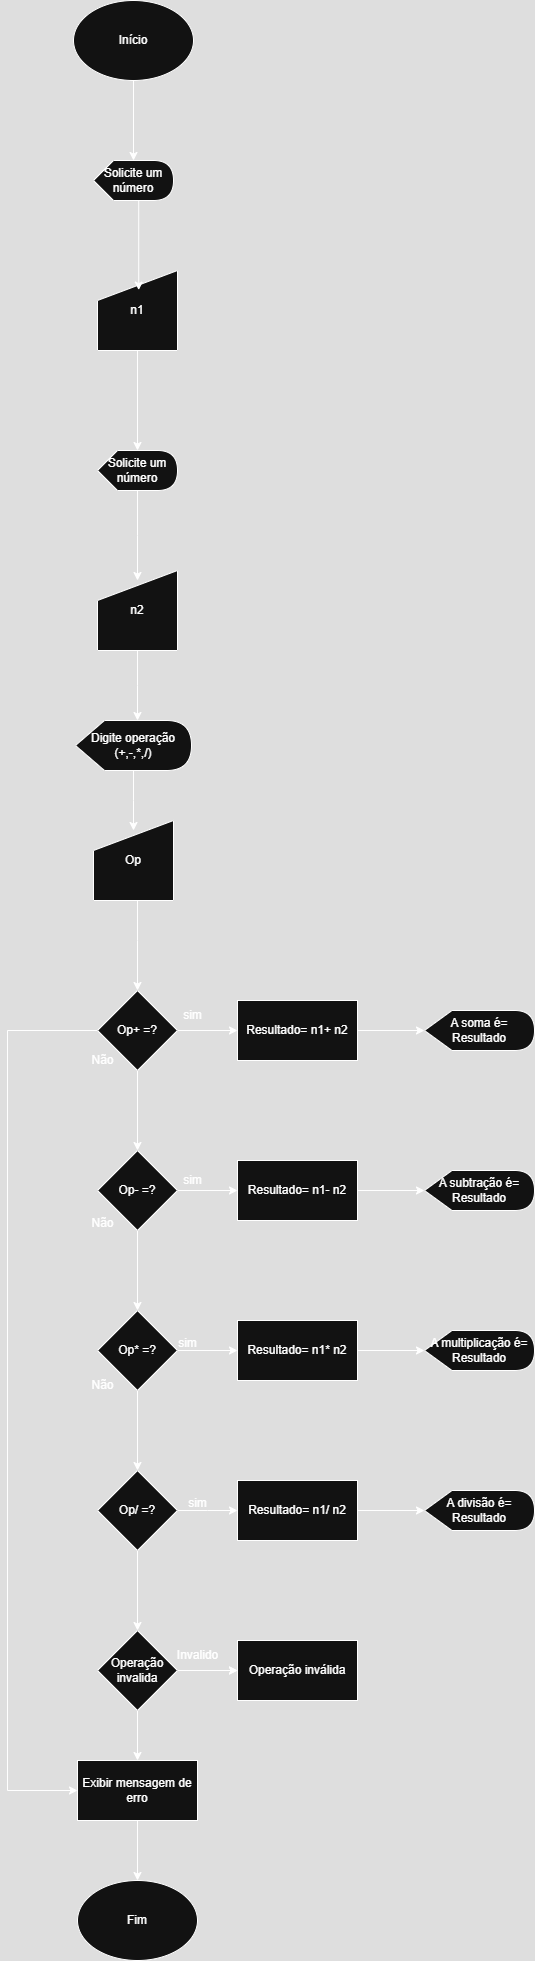 Início
Solicite um
número
n1
Solicite um
número
n2
Digite operação
(+,-,*,/)
Op
Op+ =?
sim
Não
Resultado= n1+ n2
A soma é=
Resultado
Op- =?
sim
Não
Resultado= n1- n2
A subtração é=
Resultado
Op* =?
sim
Não
Resultado= n1* n2
A multiplicação é=
Resultado
Op/ =?
sim
Resultado= n1/ n2
A divisão é=
Resultado
Operação
invalida
Invalido
Operação inválida
Exibir mensagem de
erro
Fim